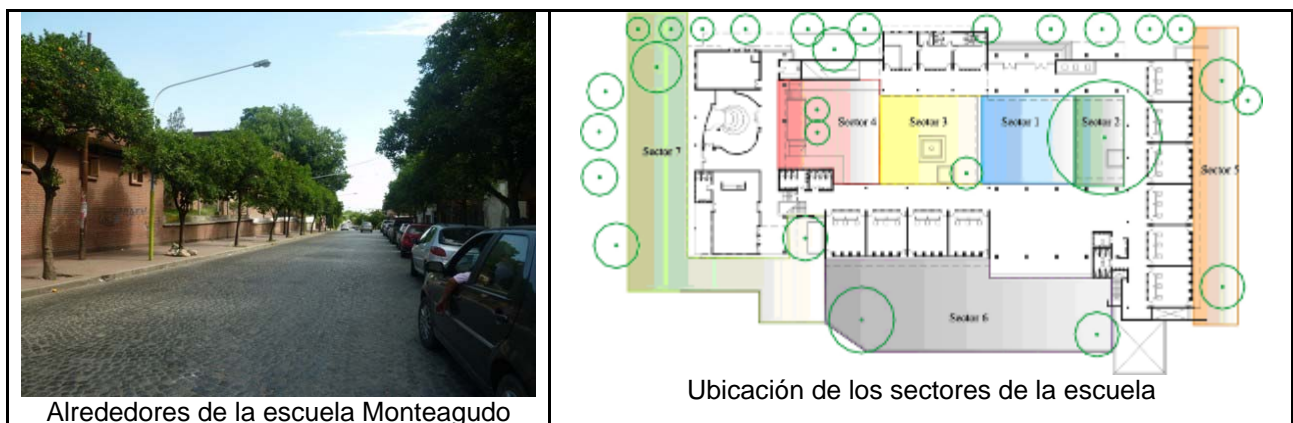 Sector 7
Sector 4
Sector 3
Sector 1
Sector 2
Sector 5
Sector 6
Alrededores de la escuela Monteagudo
Ubicación de los sectores de la escuela